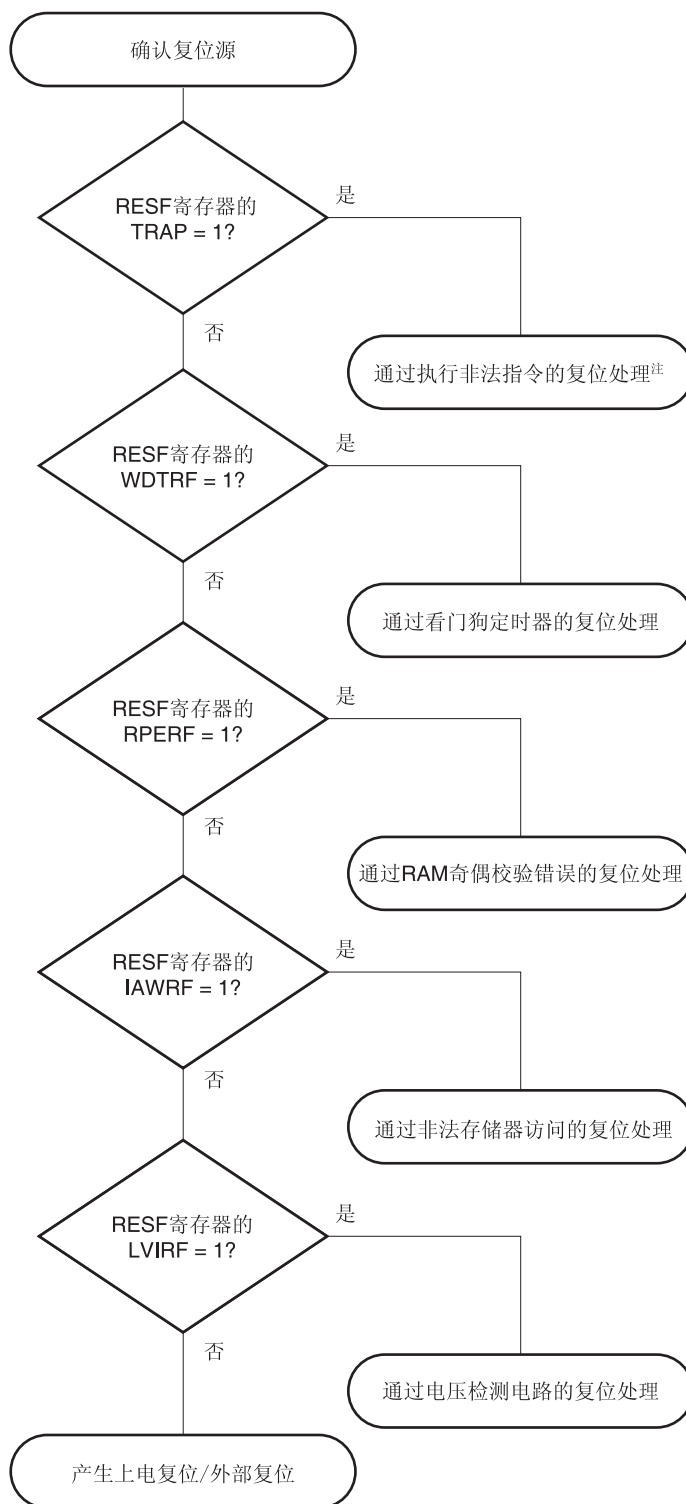 确认复位源
RESF寄存器的
TRAP = 1?
是
否
通过执行非法指令的复位处理注
RESF寄存器的
WDTRF = 1?
是
否
通过看门狗定时器的复位处理
RESF寄存器的
RPERF = 1?
是
否
通过RAM奇偶校验错误的复位处理
RESF寄存器的
IAWRF = 1?
是
否
通过非法存储器访问的复位处理
RESF寄存器的
LVIRF = 1?
是
否
通过电压检测电路的复位处理
产生上电复位/外部复位